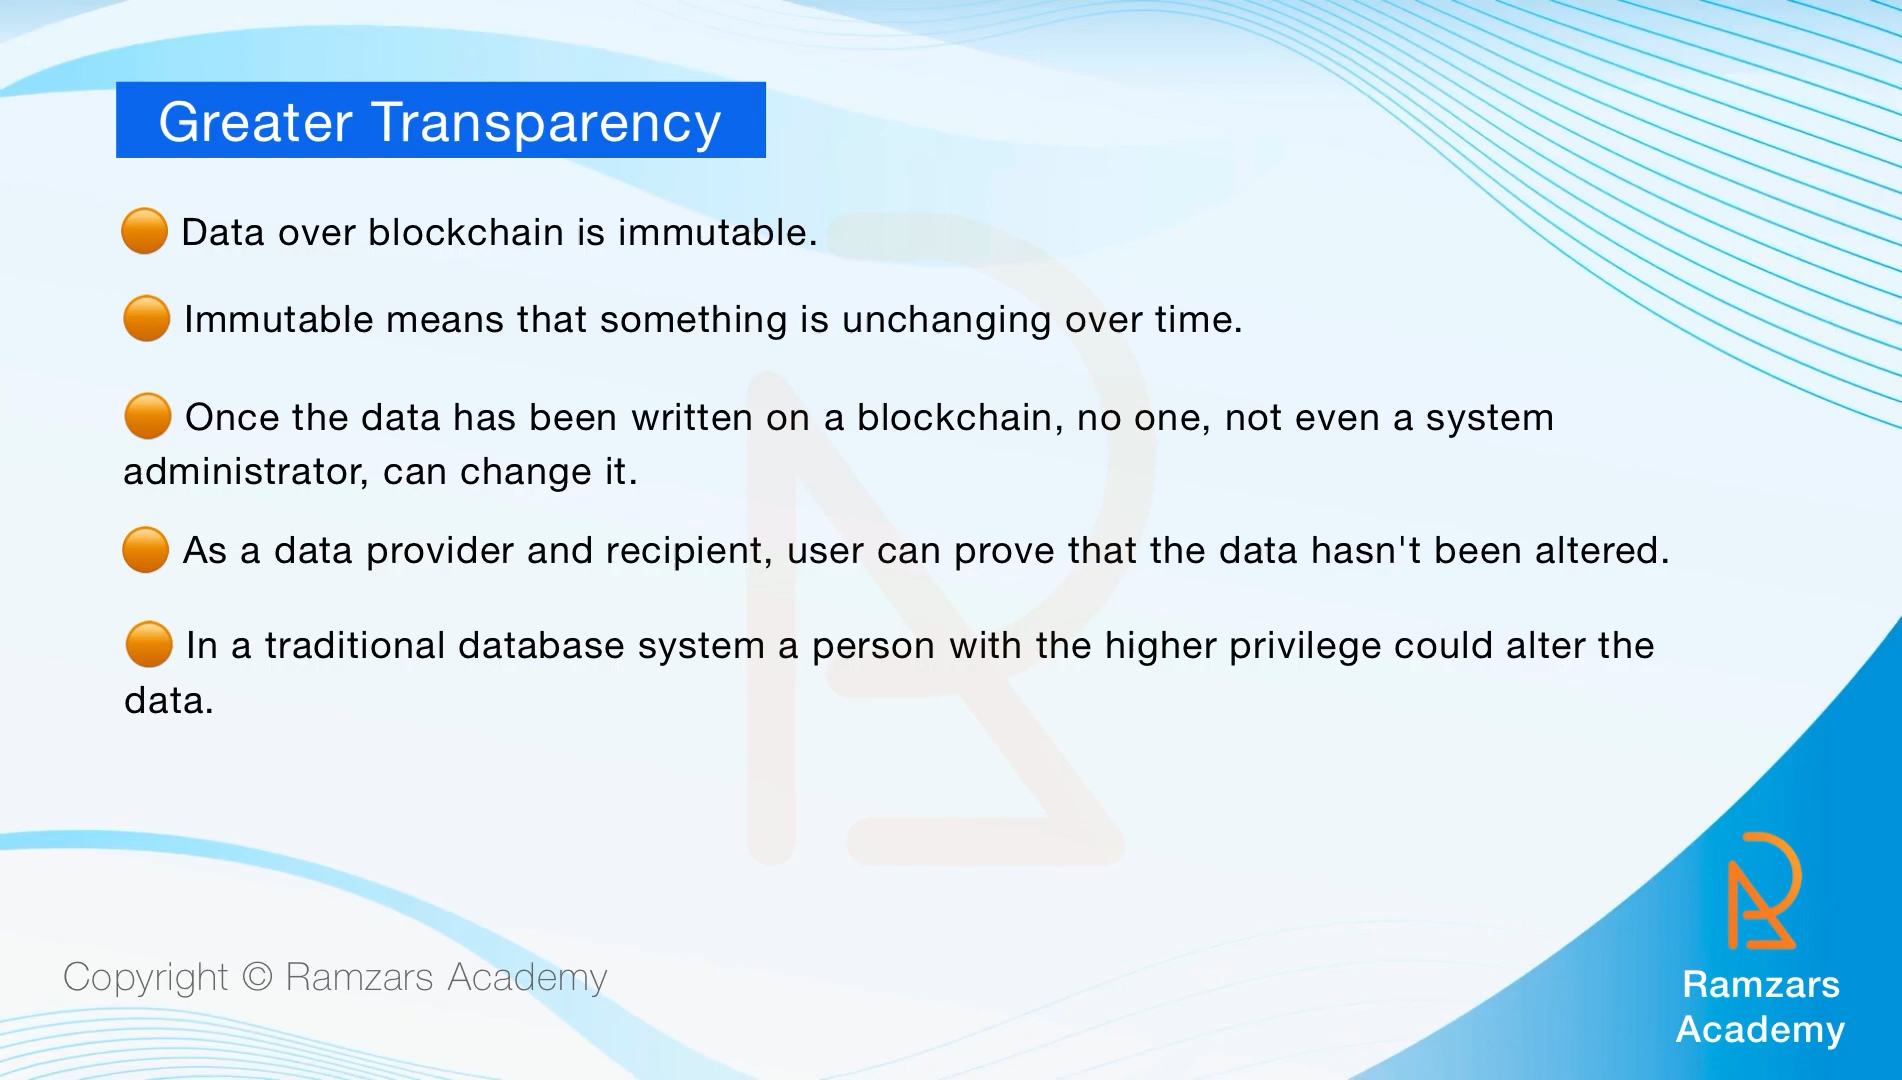 Greater Transparency
Data over blockchain is immutable.
Immutable means that something is unchanging over time.
Once the data has been written on a blockchain, no one, not even a system
administrator, can change it.
As a data provider and recipient, user can prove that the data hasn't been altered.
In a traditional database system a person with the higher privilege could alter the
data.
Copyright © Ramzars Academy
Ramzars
Academy